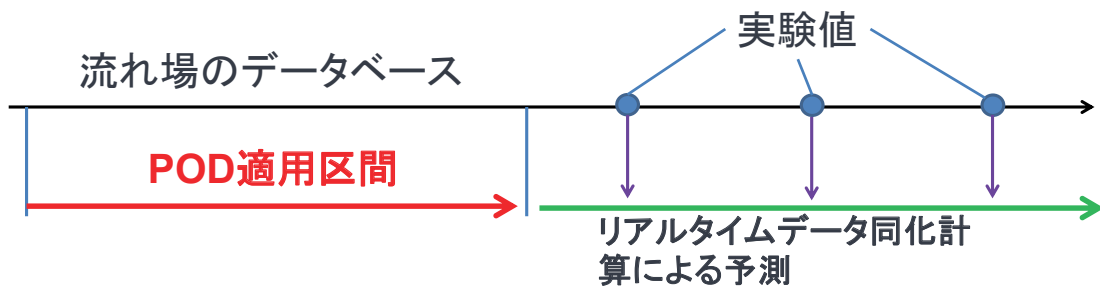 実験値
流れ場のデータベース
POD適用区間
リアルタイムデータ同化計
算による予測